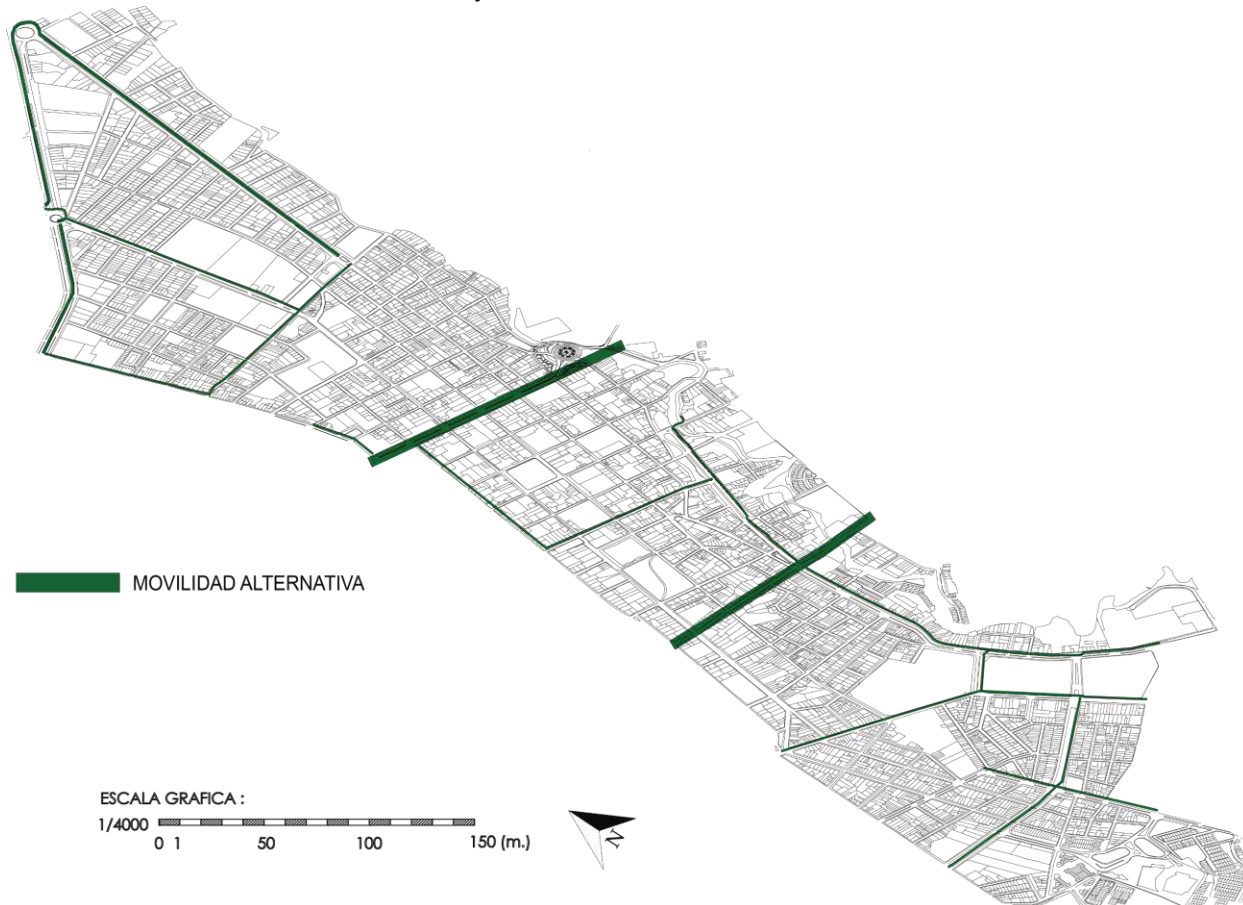 MOVILIDAD ALTERNATIVA
ESCALA GRAFICA :
1/4000
0 1 50 100 150 (m.)
N